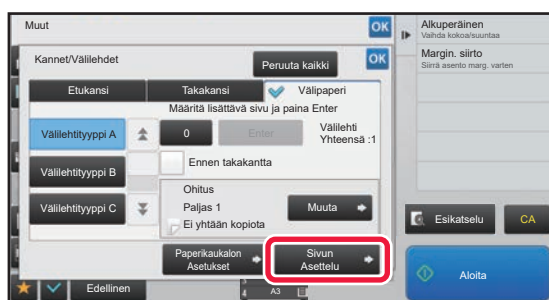 Muut
OK
Kannet/Välilehdet
Peruuta kaikki
OK
Etukansi
Takakansi
Välipaperi
Määritä lisättävä sivu ja paina Enter
Välilehtityyppi A
0
Enter
Välilehti
Yhteensä :1
Ennen takakantta
Välilehtityyppi B
Ohitus
Paljas 1
Ei yhtään kopiota
Muuta
Välilehtityyppi C
Paperikaukalon
Asetukset
Sivun
Asettelu
Edellinen
A3
Alkuperäinen
Vaihda kokoa/suuntaa
Margin. siirto
Siirrä asento marg. varten
Esikatselu
CA
Aloita